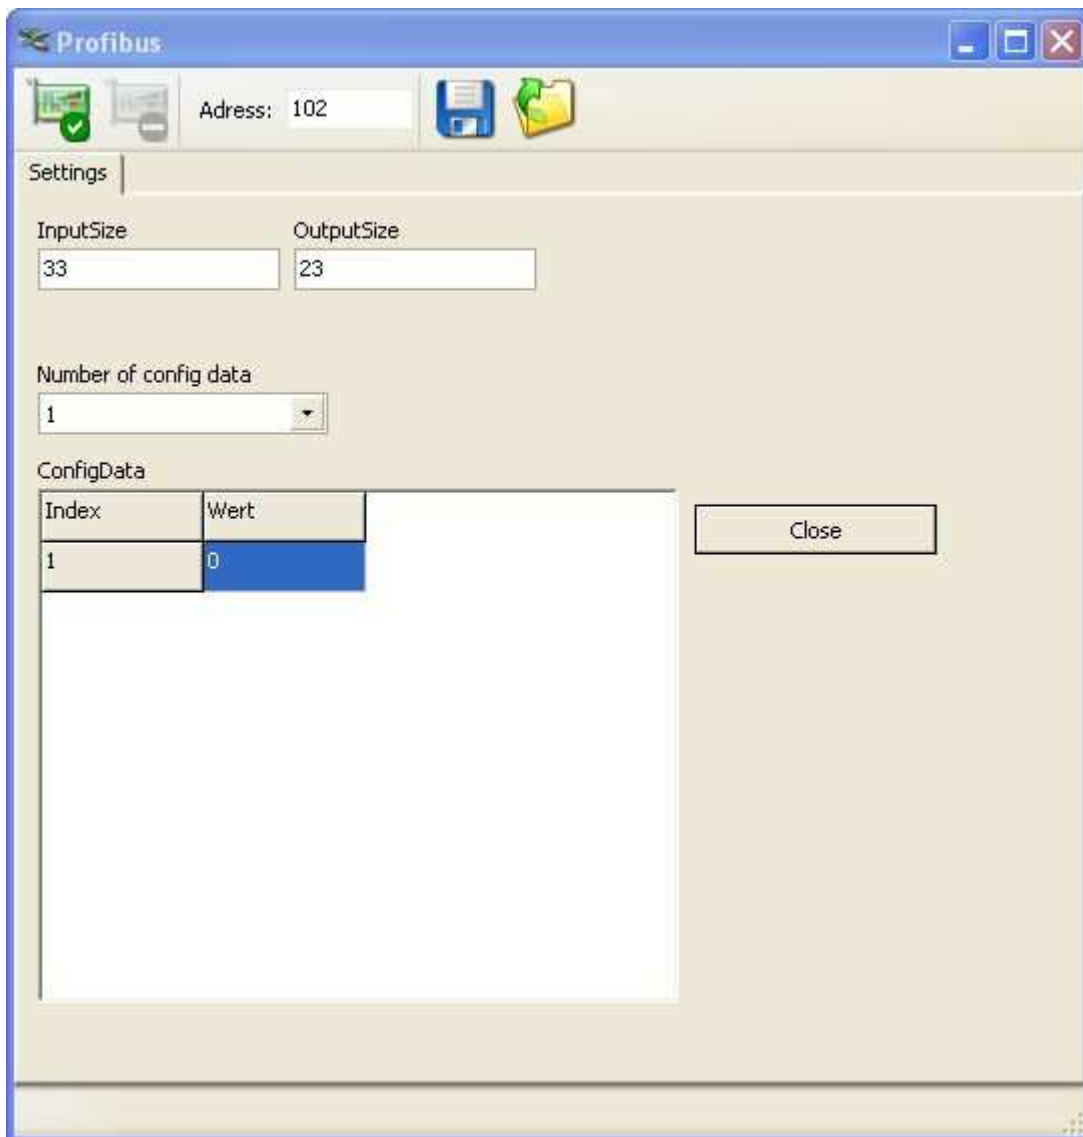 Profibus
Adress: 102
Settings
InputSize OutputSize
33 23
Number of config data
1
ConfigData
Index Wert
1 0
Close